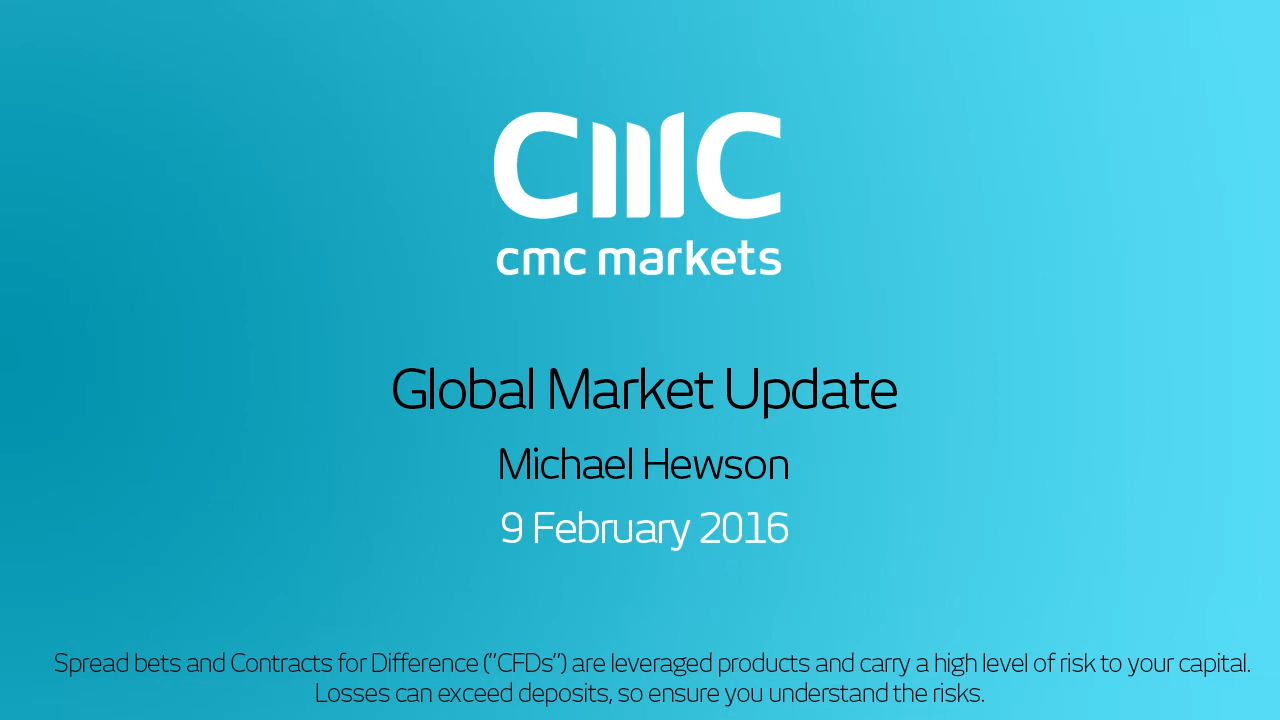 CMC
cmc markets
Global Market Update
Michael Hewson
9 February 2016
Spread bets and Contracts for Difference (“CFDs”) are leveraged products and carry a high level of risk to your capital.
Losses can exceed deposits, so ensure you understand the risks.